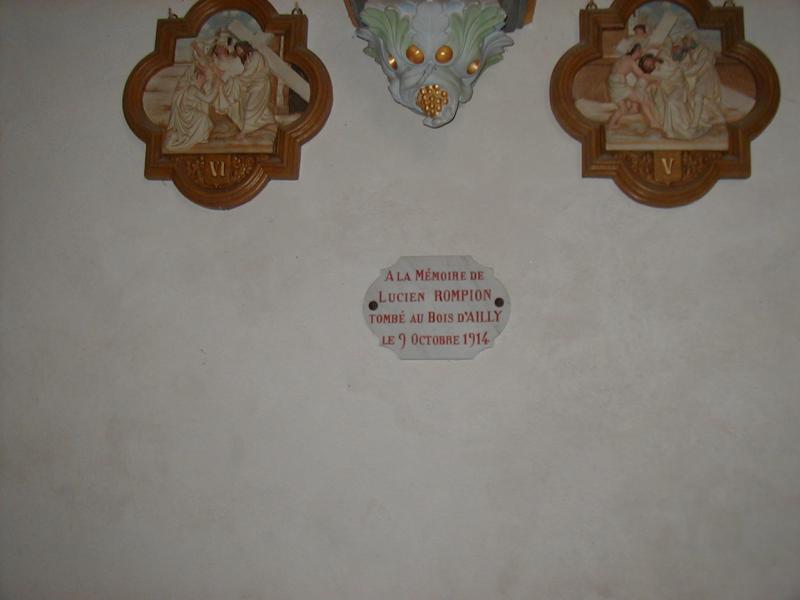 VI
V
A LA MÉMOIRE DE
LUCIEN ROMPION
TOMBÉ AU BOIS D'AILLY
LE 9 OCTOBRE 1914